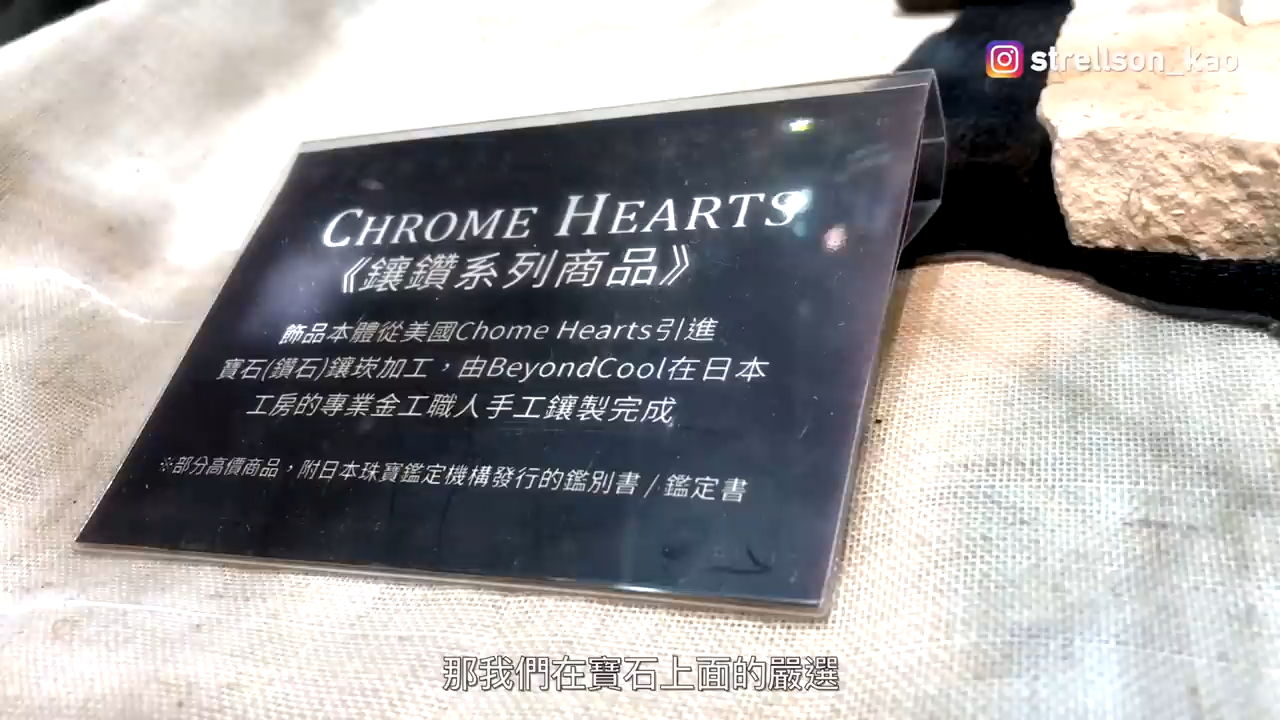 strellson_kao
CHROME HEARTS
《鑲鑽系列商品》
飾品本體從美國Chome Hearts引進
寶石(鑽石)鑲崁加工，由BeyondCool在日本
工房的專業金工職人手工鑲製完成
※部分高價商品，附日本珠寶鑑定機構發行的鑑別書 / 鑑定書
那我們在寶石上面的嚴選